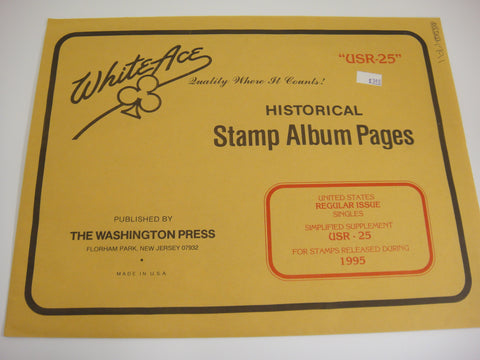 White Ace
Quality Where It Counts!
"USR-25"
HISTORICAL
Stamp Album Pages
PUBLISHED BY
THE WASHINGTON PRESS
FLORHAM PARK, NEW JERSEY 07932
MADE IN U.S.A.
UNITED STATES
REGULAR ISSUE
SINGLES
SIMPLIFIED SUPPLEMENT
USR - 25
FOR STAMPS RELEASED DURING
1995